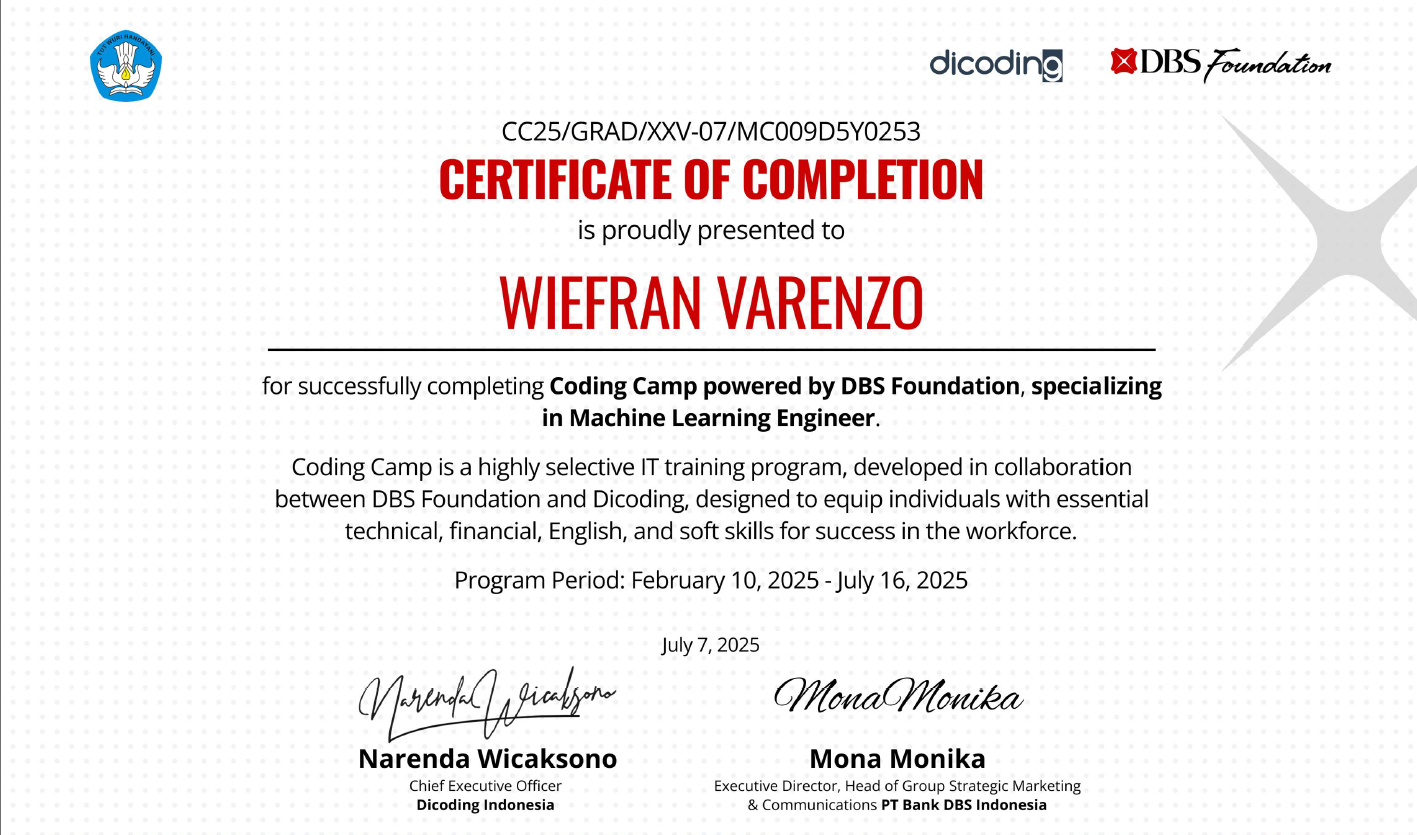 TUT WURI HANDAYANI
dicoding
DBS Foundation
CC25/GRAD/XXV-07/MC009D5Y0253
CERTIFICATE OF COMPLETION
is proudly presented to
WIEFRAN VARENZO
for successfully completing Coding Camp powered by DBS Foundation, specializing
in Machine Learning Engineer.
Coding Camp is a highly selective IT training program, developed in collaboration
between DBS Foundation and Dicoding, designed to equip individuals with essential
technical, financial, English, and soft skills for success in the workforce.
Program Period: February 10, 2025 - July 16, 2025
July 7, 2025
Narenda Wicaksono
Mona Monika
Narenda Wicaksono
Chief Executive Officer
Dicoding Indonesia
Mona Monika
Executive Director, Head of Group Strategic Marketing
& Communications PT Bank DBS Indonesia